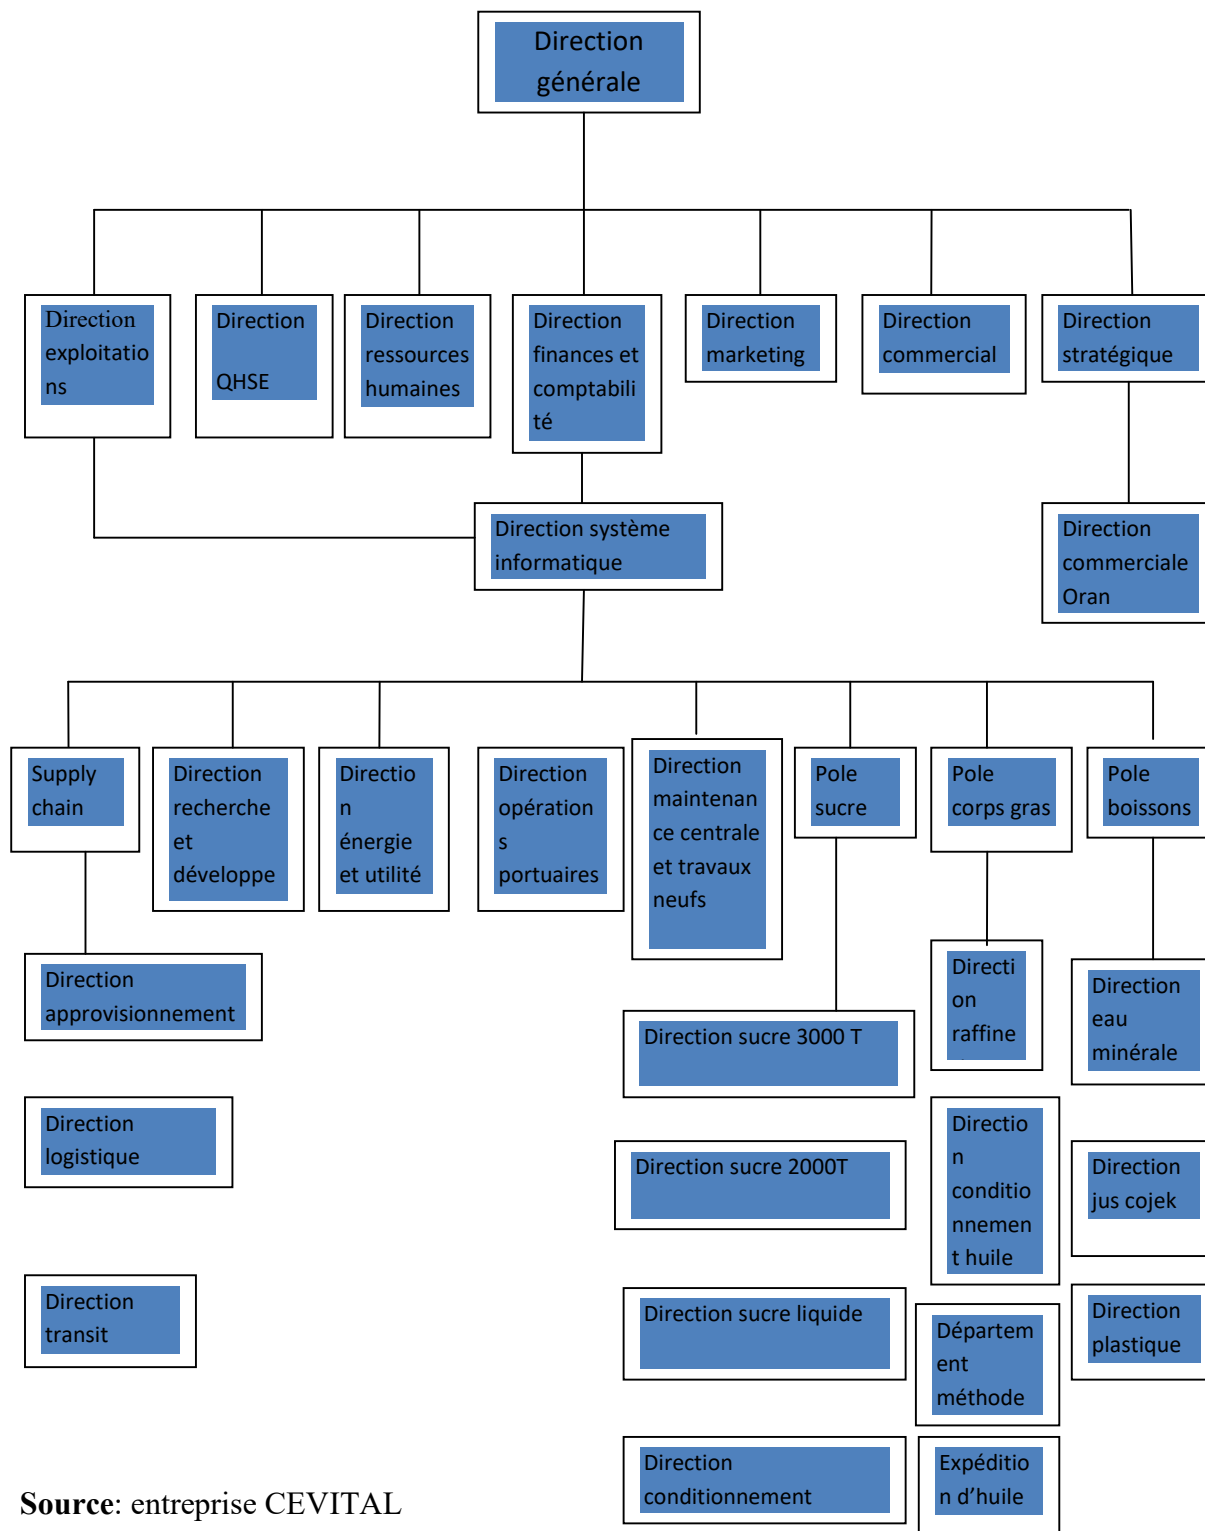 Direction
générale
Direction
exploitatio
ns
Direction
QHSE
Direction
ressources
humaines
Direction
finances et
comptabili
té
Direction
marketing
Direction
commercial
Direction
stratégique
Direction système
informatique
Direction
commerciale
Oran
Supply
chain
Direction
recherche
et
développe
Directio
n
énergie
et utilité
Direction
opération
s
portuaires
Direction
maintenan
ce centrale
et travaux
neufs
Pole
sucre
Pole
corps gras
Pole
boissons
Direction
approvisionnement
Direction
logistique
Direction
transit
Direction sucre 3000 T
Direction sucre 2000T
Direction sucre liquide
Direction
conditionnement
Directi
on
raffine
Directio
n
conditio
nnemen
t huile
Départem
ent
méthode
Expéditio
n d’huile
Direction
eau
minérale
Direction
jus cojek
Direction
plastique
Source: entreprise CEVITAL